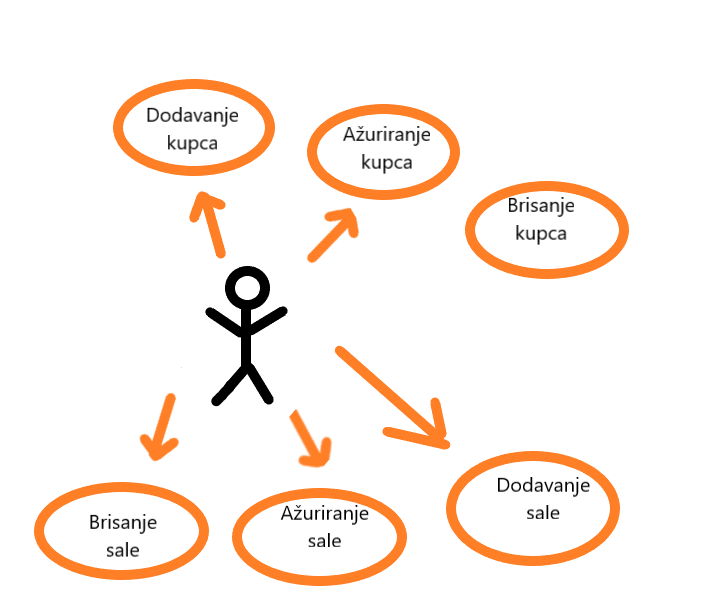 Dodavanje
kupca
Ažuriranje
kupca
Brisanje
kupca
Brisanje
sale
Ažuriranje
sale
Dodavanje
sale